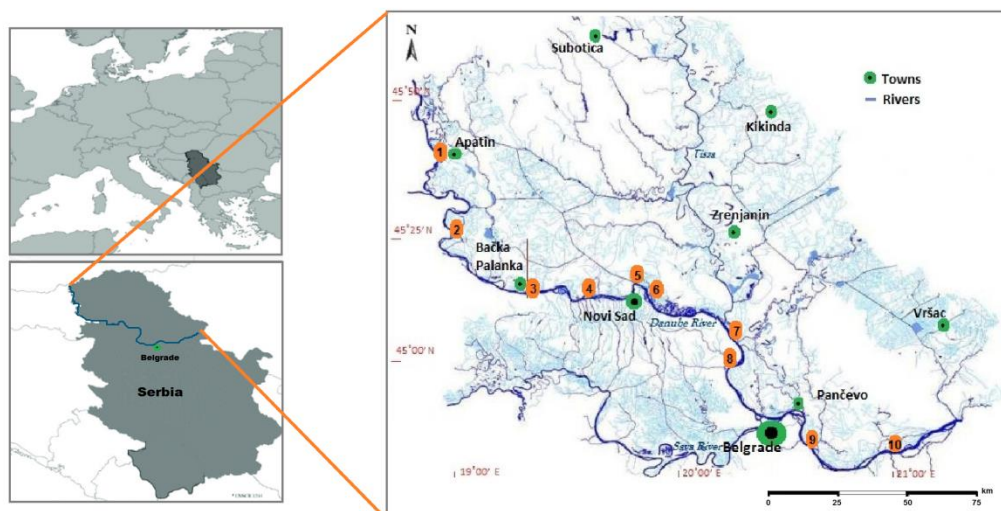 Belgrade
Serbia
N
Subotica
Towns
Rivers
45°50' N
Kikinda
1
Apatin
Tisza
2
45°25' N
Zrenjanin
Bačka
Palanka
3
4
5
6
Novi Sad
Danube River
7
Vršac
45°00' N
8
Pančevo
Sava River
Belgrade
9
10
19°00' E
20°00' E
21°00' E
km
0
25
50
75